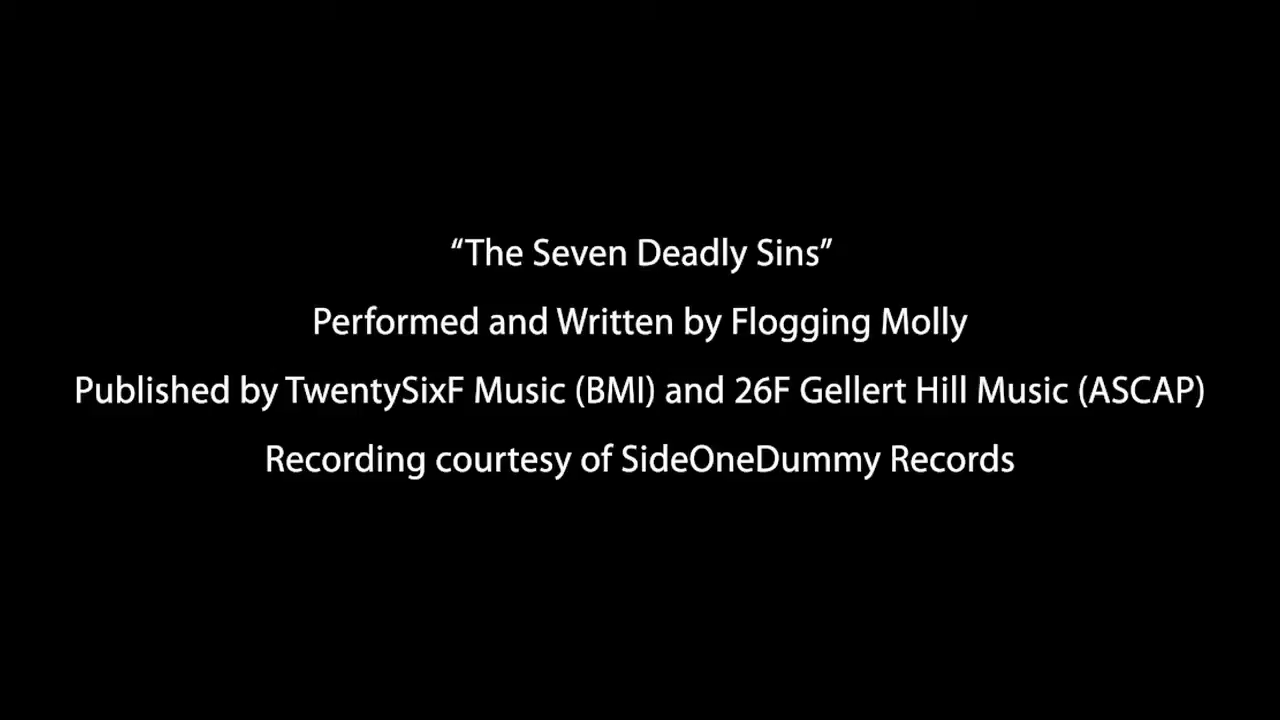 “The Seven Deadly Sins”
Performed and Written by Flogging Molly
Published by TwentySixF Music (BMI) and 26F Gellert Hill Music (ASCAP)
Recording courtesy of SideOneDummy Records